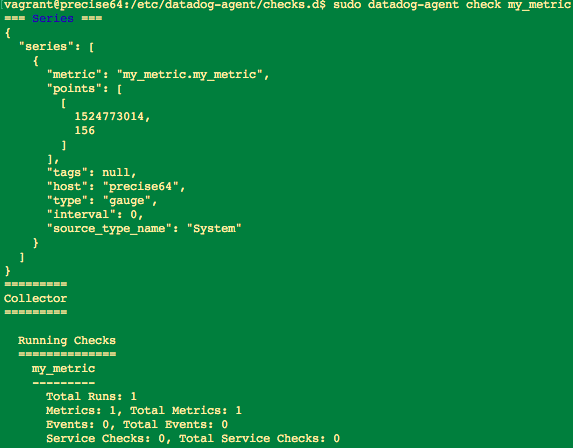 vagrant@precise64:/etc/datadog-agent/checks.d$ sudo datadog-agent check my_metric
=== Series ===
{
  "series": [
    {
      "metric": "my_metric.my_metric",
      "points": [
        [
          1524773014,
          156
        ]
      ],
      "tags": null,
      "host": "precise64",
      "type": "gauge",
      "interval": 0,
      "source_type_name": "System"
    }
  ]
}
=========
Collector
=========

  Running Checks
  ==============
    my_metric
    ---------
      Total Runs: 1
      Metrics: 1, Total Metrics: 1
      Events: 0, Total Events: 0
      Service Checks: 0, Total Service Checks: 0